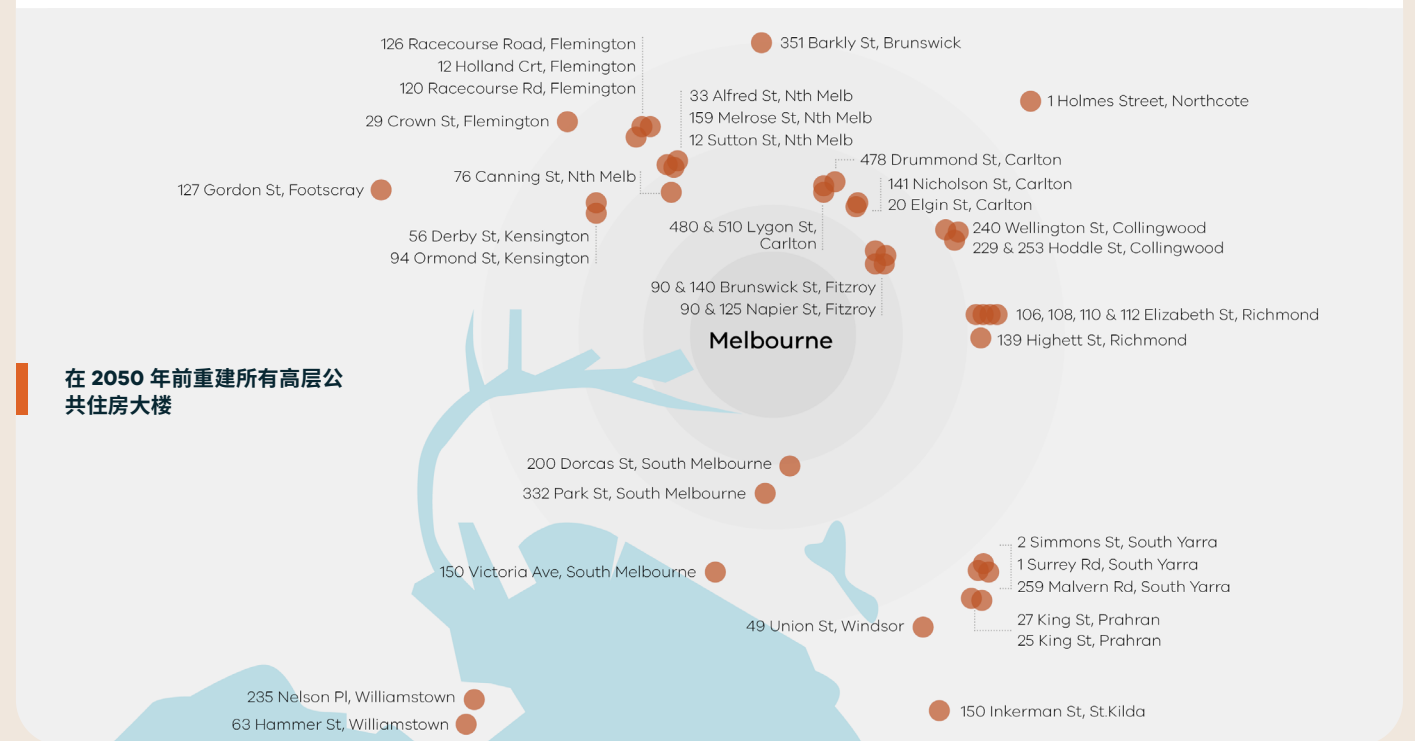 126 Racecourse Road, Flemington
12 Holland Crt, Flemington
120 Racecourse Rd, Flemington
351 Barkly St, Brunswick
33 Alfred St, Nth Melb
159 Melrose St, Nth Melb
12 Sutton St, Nth Melb
1 Holmes Street, Northcote
29 Crown St, Flemington
478 Drummond St, Carlton
76 Canning St, Nth Melb
141 Nicholson St, Carlton
20 Elgin St, Carlton
127 Gordon St, Footscray
480 & 510 Lygon St,
Carlton
240 Wellington St, Collingwood
229 & 253 Hoddle St, Collingwood
56 Derby St, Kensington
94 Ormond St, Kensington
90 & 140 Brunswick St, Fitzroy
90 & 125 Napier St, Fitzroy
106, 108, 110 & 112 Elizabeth St, Richmond
139 Highett St, Richmond
Melbourne
在 2050 年前重建所有高层公
共住房大楼
200 Dorcas St, South Melbourne
332 Park St, South Melbourne
2 Simmons St, South Yarra
1 Surrey Rd, South Yarra
259 Malvern Rd, South Yarra
150 Victoria Ave, South Melbourne
27 King St, Prahran
25 King St, Prahran
49 Union St, Windsor
235 Nelson Pl, Williamstown
63 Hammer St, Williamstown
150 Inkerman St, St.Kilda